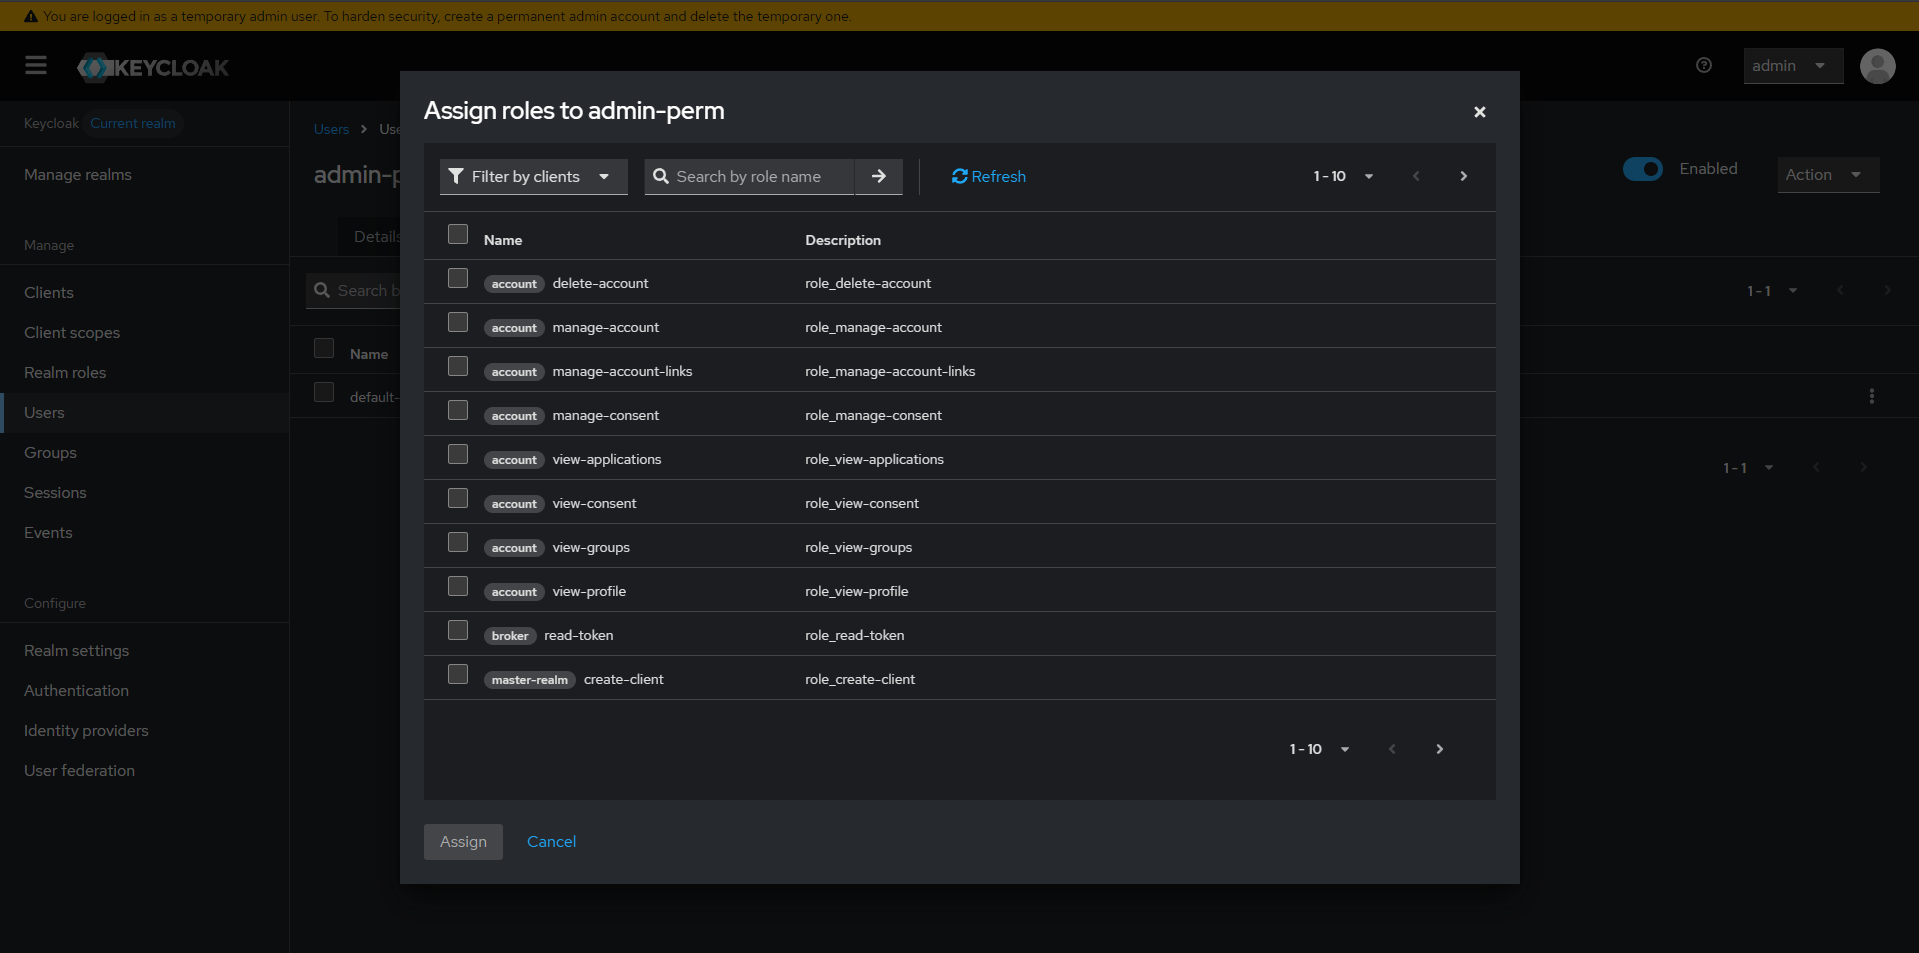 You are logged in as a temporary admin user. To harden security, create a permanent admin account and delete the temporary one.
KEYCLOAK
admin
Keycloak Current realm
Manage realms
Manage
Clients
Client scopes
Realm roles
Users
Groups
Sessions
Events
Configure
Realm settings
Authentication
Identity providers
User federation
Users > Use
admin-p
Enabled
Action
Details
Search b
1 - 1
Name
default-
1 - 1
Assign roles to admin-perm
Filter by clients
Search by role name
Refresh
1 - 10
Name Description
account delete-account role_delete-account
account manage-account role_manage-account
account manage-account-links role_manage-account-links
account manage-consent role_manage-consent
account view-applications role_view-applications
account view-consent role_view-consent
account view-groups role_view-groups
account view-profile role_view-profile
broker read-token role_read-token
master-realm create-client role_create-client
1 - 10
Assign
Cancel